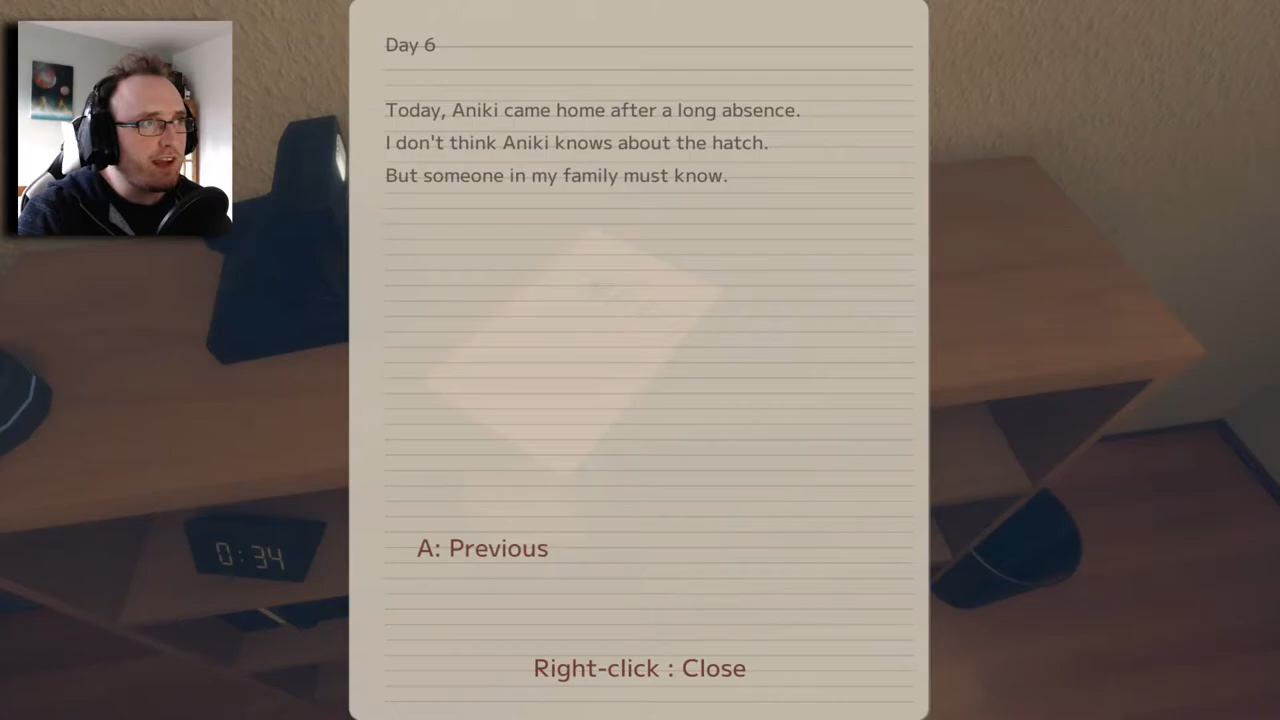 Day 6
Today, Aniki came home after a long absence.
I don't think Aniki knows about the hatch.
But someone in my family must know.
0:34
A: Previous
Right-click : Close